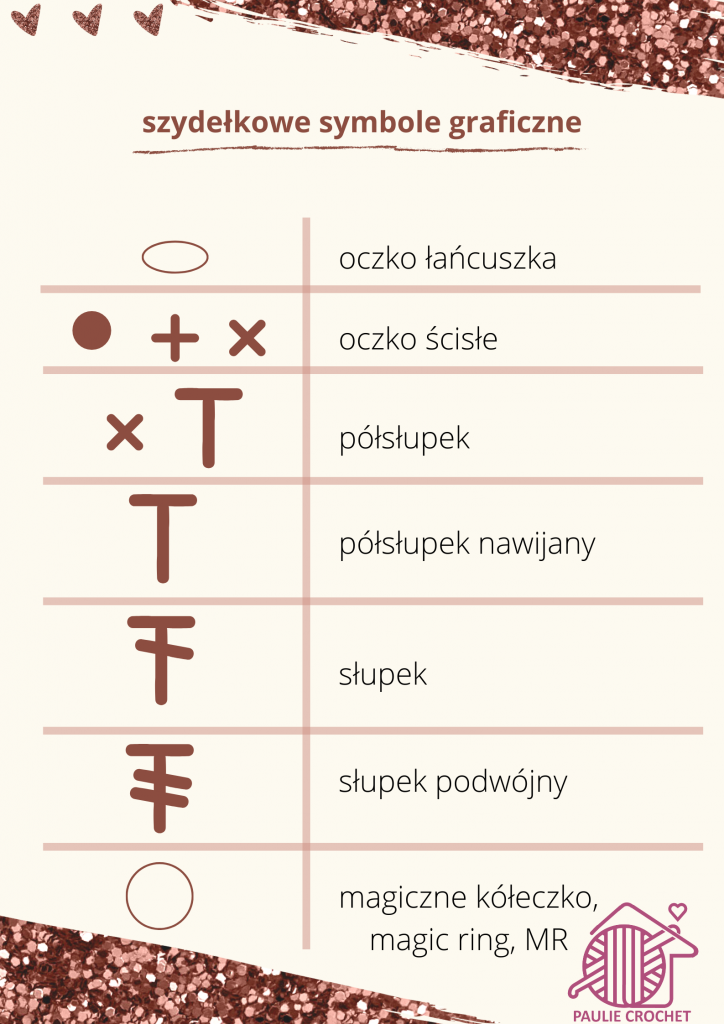 szydełkowe symbole graficzne
oczko łańcuszka
oczko ścisłe
półsłupek
półsłupek nawijany
słupek
słupek podwójny
magiczne kółeczko,
magic ring, MR
PAULIE CROCHET